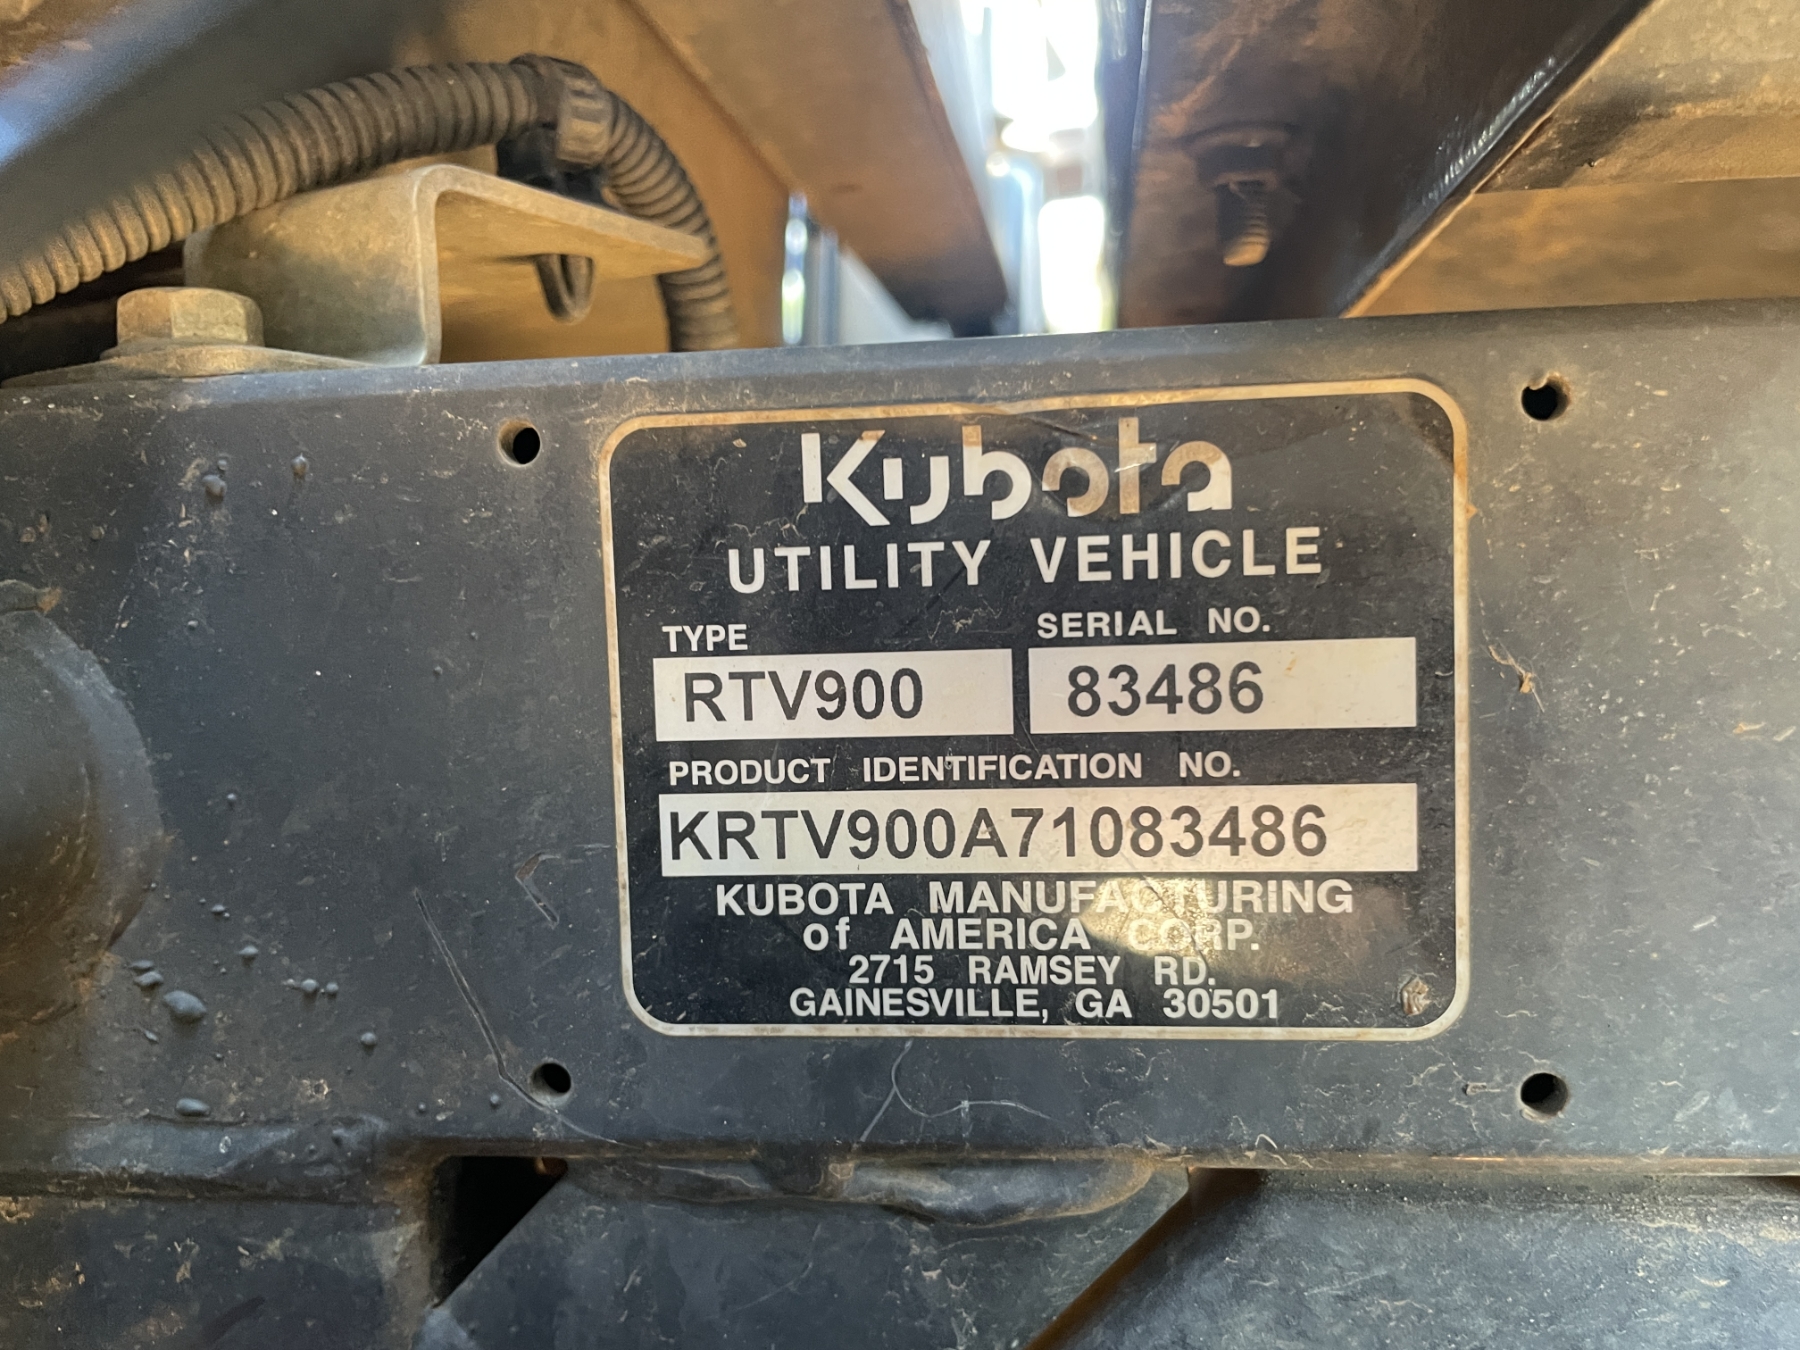 Kubota
UTILITY VEHICLE
TYPE SERIAL NO.
RTV900 83486
PRODUCT IDENTIFICATION NO.
KRTV900A71083486
KUBOTA MANUFACTURING
of AMERICA CORP.
2715 RAMSEY RD.
GAINESVILLE, GA 30501